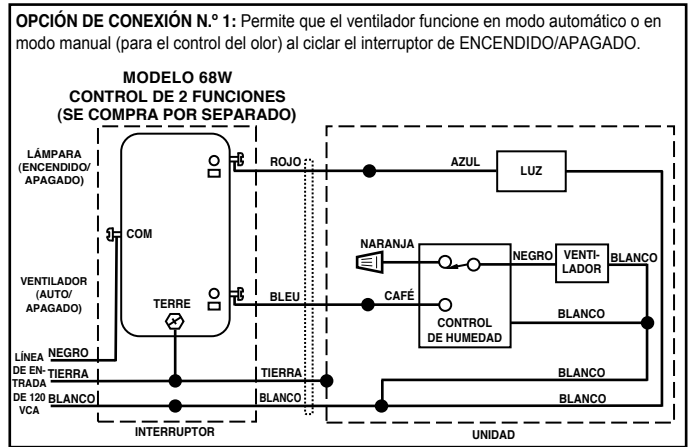 OPCIÓN DE CONEXIÓN N.º 1: Permite que el ventilador funcione en modo automático o en
modo manual (para el control del olor) al ciclar el interruptor de ENCENDIDO/APAGADO.
MODELO 68W
CONTROL DE 2 FUNCIONES
(SE COMPRA POR SEPARADO)
LÁMPARA
(ENCENDIDO/
APAGADO)
ROJO
AZUL
LUZ
COM
NARANJA
NEGRO
VENTI-
LADOR
BLANCO
VENTILADOR
(AUTO/
APAGADO)
TERRE
BLEU
CAFÉ
CONTROL
DE HUMEDAD
BLANCO
LÍNEA
DE EN-
TRADA
DE 120
VCA
NEGRO
TIERRA
TIERRA
BLANCO
BLANCO
BLANCO
BLANCO
INTERRUPTOR
UNIDAD